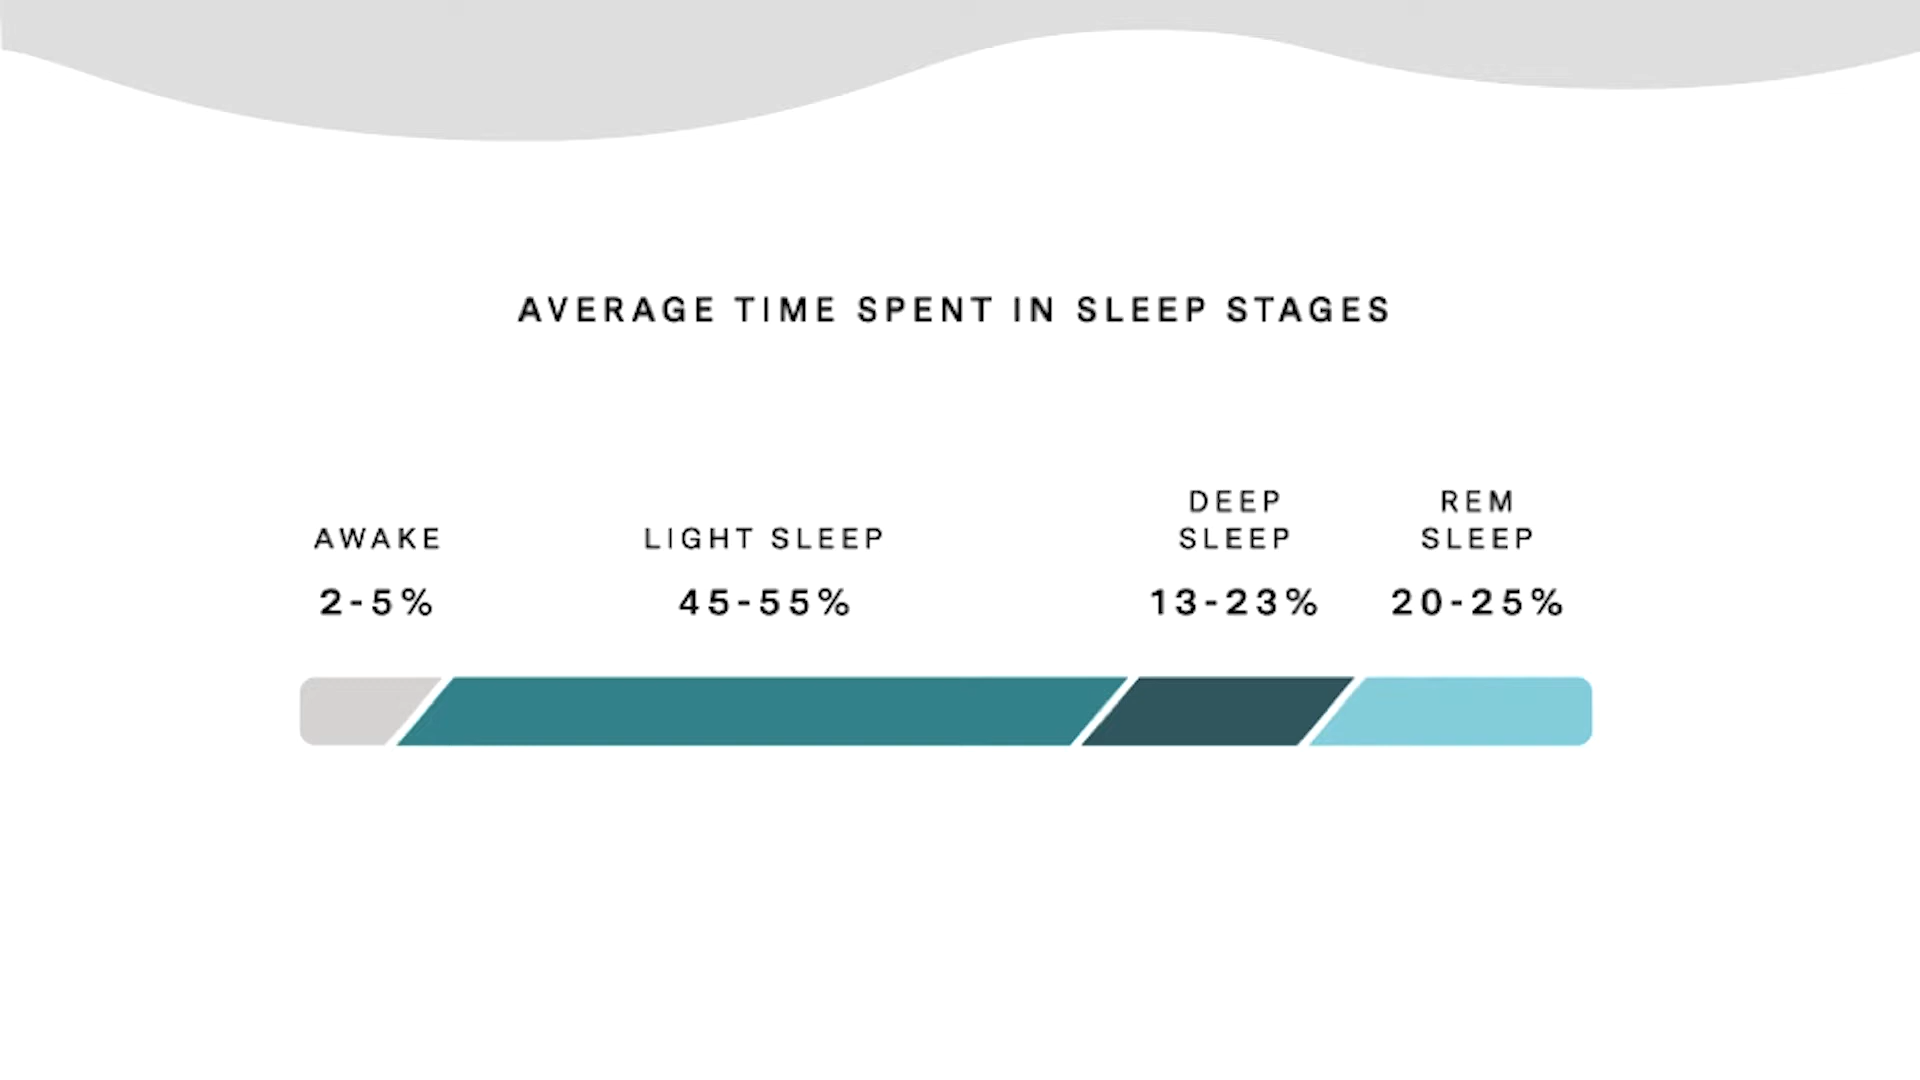 AVERAGE TIME SPENT IN SLEEP STAGES
AWAKE
2-5%
LIGHT SLEEP
45-55%
DEEP
SLEEP
13-23%
REM
SLEEP
20-25%